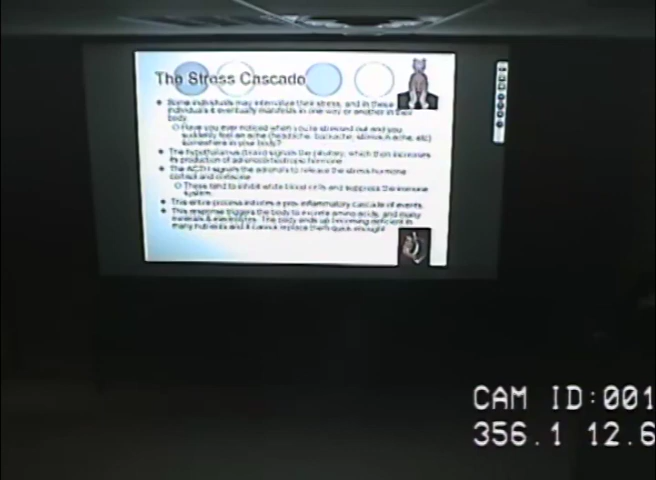 The Stress Cascade
Some individuals may internalize their stress, and in these
individuals it eventually manifests in one way or another in their
body
Have you ever noticed when you're stressed out and you
suddenly feel an ache (headache, backache, stomach ache, etc)
somewhere in your body?
The hypothalamus (brain) signals the pituitary, which then increases
its production of adrenocorticotropic hormone
The ACTH signals the adrenals to release the stress hormone
cortisol and
These tend to inhibit white blood cells and suppress the immune
system.
This entire process induces a pro-inflammatory cascade of events.
This response triggers the body to excrete amino acids, and many
minerals & electrolytes. The body ends up becoming deficient in
many nutrients and it cannot replace them quick enough!
CAM ID:001
356.1 12.6